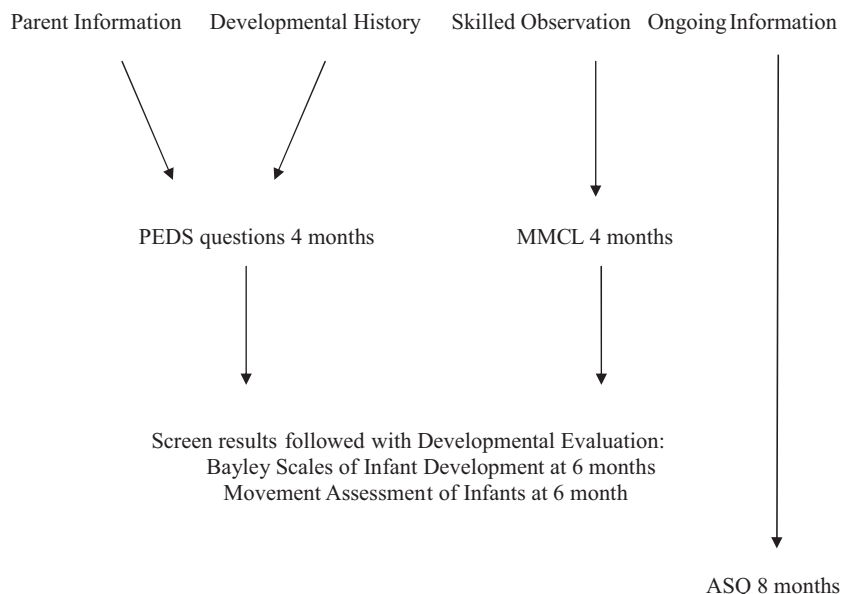 Parent Information Developmental History Skilled Observation Ongoing Information
PEDS questions 4 months MMCL 4 months
Screen results followed with Developmental Evaluation:
Bayley Scales of Infant Development at 6 months
Movement Assessment of Infants at 6 month
ASQ 8 months